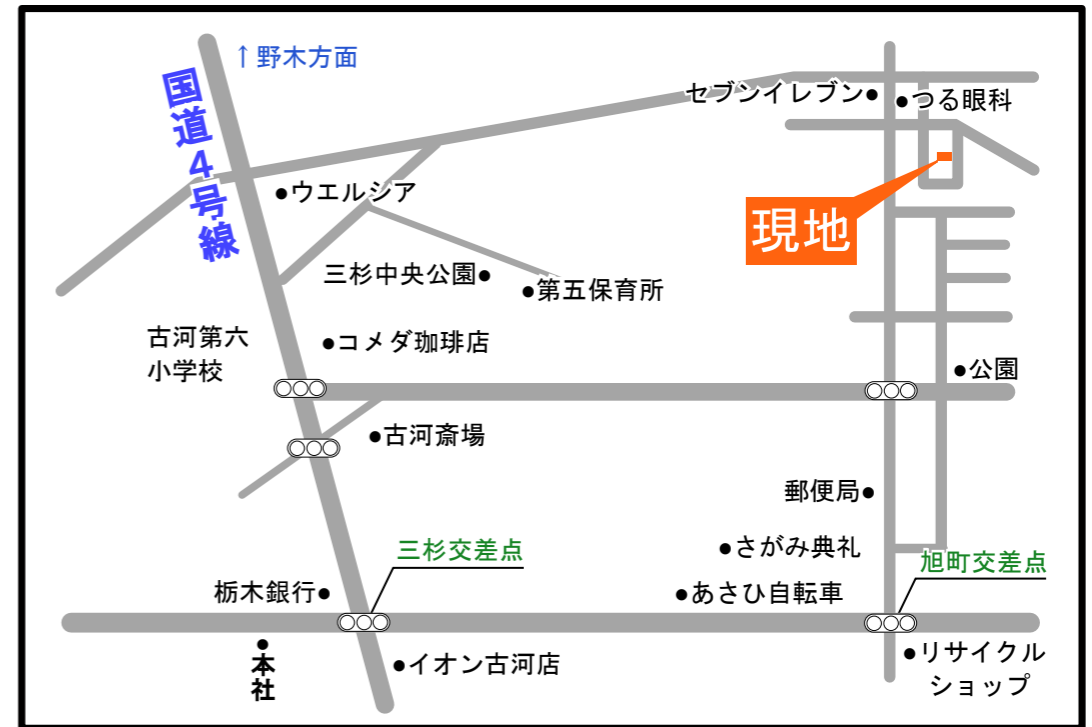 ↑野木方面
国道4号線
セブンイレブン●
●つる眼科
●ウエルシア
現地
三杉中央公園●
●第五保育所
古河第六
小学校
●コメダ珈琲店
●公園
●古河斎場
郵便局●
三杉交差点
●さがみ典礼
旭町交差点
栃木銀行●
●あさひ自転車
●本社
●イオン古河店
●リサイクル
ショップ